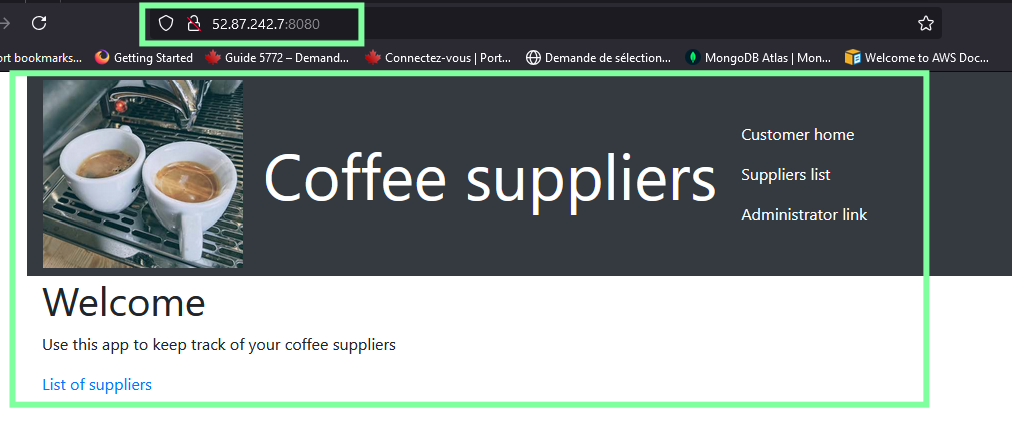 52.87.242.7:8080
ort bookmarks... Getting Started Guide 5772 – Demand... Connectez-vous | Port... Demande de sélection... MongoDB Atlas | Mon... Welcome to AWS Doc...
Coffee suppliers
Customer home
Suppliers list
Administrator link
Welcome
Use this app to keep track of your coffee suppliers
List of suppliers